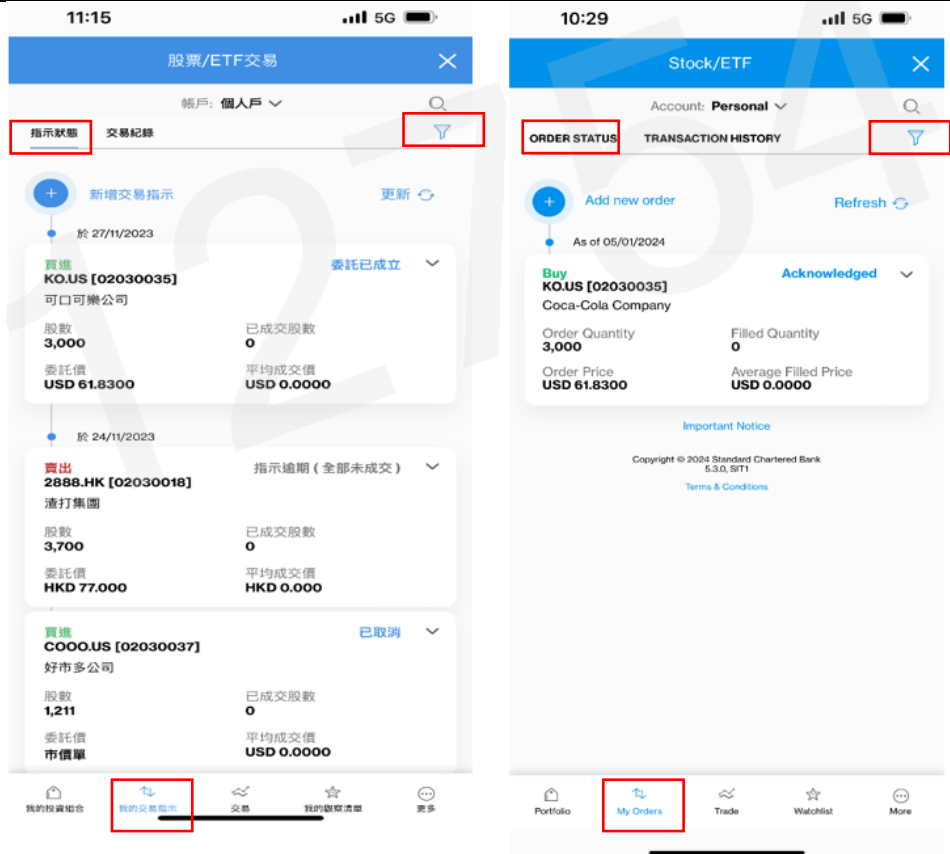 11:15
5G
股票/ETF交易
帳戶: 個人戶
指示狀態 交易紀錄
新增交易指示 更新
於 27/11/2023
買進 委託已成立
KO.US [02030035]
可口可樂公司
股數 已成交股數
3,000 0
委託價 平均成交價
USD 61.8300 USD 0.0000
於 24/11/2023
賣出 指示逾期 ( 全部未成交 )
2888.HK [02030018]
渣打集團
股數 已成交股數
3,700 0
委託價 平均成交價
HKD 77.000 HKD 0.000
買進 已取消
COOO.US [02030037]
好市多公司
股數 已成交股數
1,211 0
委託價 平均成交價
市價單 USD 0.0000
我的投資組合 我的交易指示 交易 我的觀察清單 更多
10:29
5G
Stock/ETF
Account: Personal
ORDER STATUS TRANSACTION HISTORY
Add new order Refresh
As of 05/01/2024
Buy Acknowledged
KO.US [02030035]
Coca-Cola Company
Order Quantity Filled Quantity
3,000 0
Order Price Average Filled Price
USD 61.8300 USD 0.0000
Important Notice
Copyright © 2024 Standard Chartered Bank
5.3.0, SIT1
Terms & Conditions
Portfolio My Orders Trade Watchlist More
12754